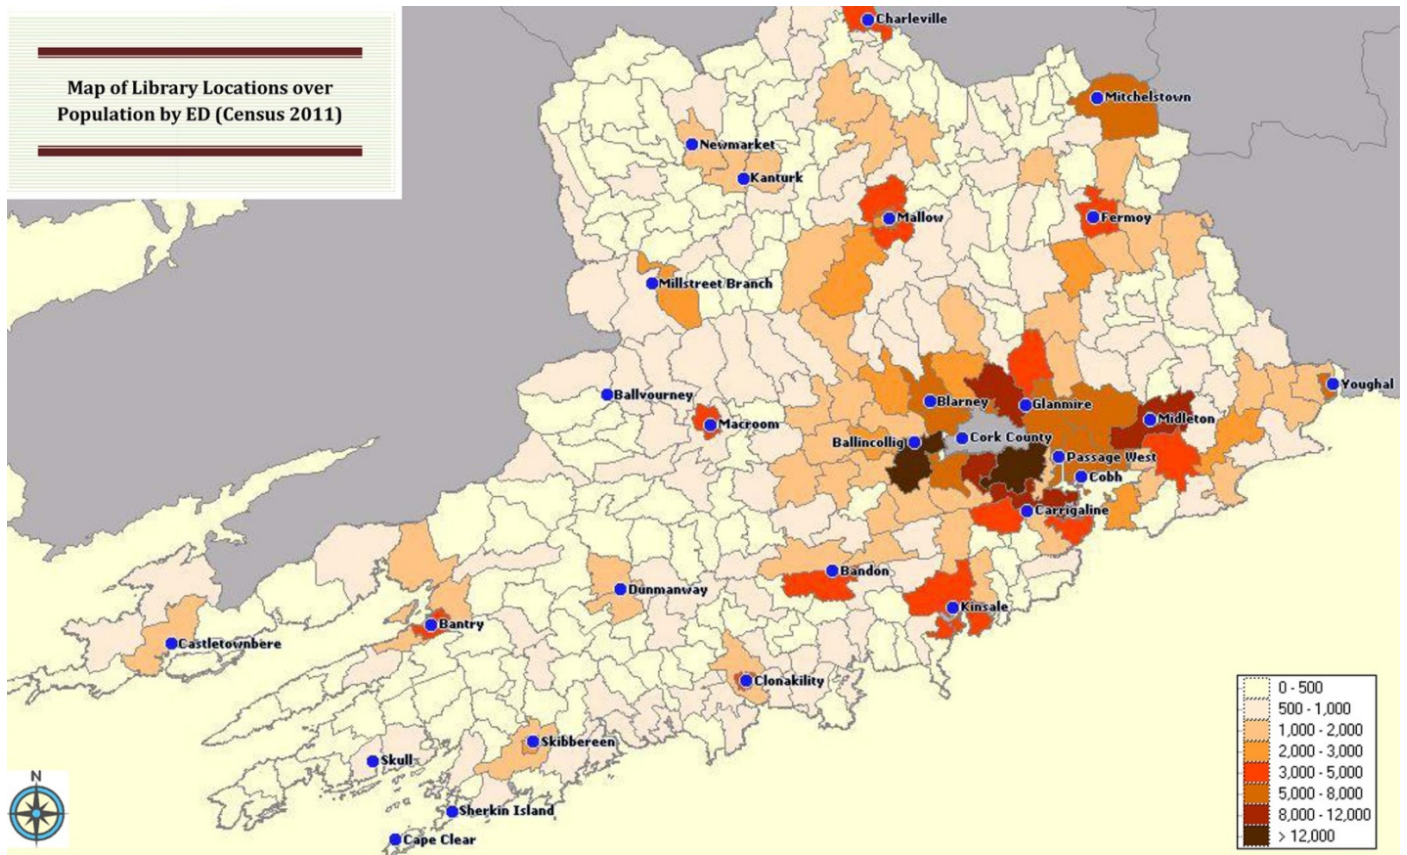 Map of Library Locations over
Population by ED (Census 2011)
Charleville
Mitchelstown
Newmarket
Kanturk
Mallow
Fermoy
Millstreet Branch
Youghal
Ballvourney
Blarney
Glanmire
Macroom
Midleton
Ballincollig
Cork County
Passage West
Cobh
Carrigaline
Bandon
Dunmanway
Kinsale
Bantry
Castletownbere
Clonakility
Skibbereen
Skull
Sherkin Island
Cape Clear
N
0 - 500
500 - 1,000
1,000 - 2,000
2,000 - 3,000
3,000 - 5,000
5,000 - 8,000
8,000 - 12,000
> 12,000